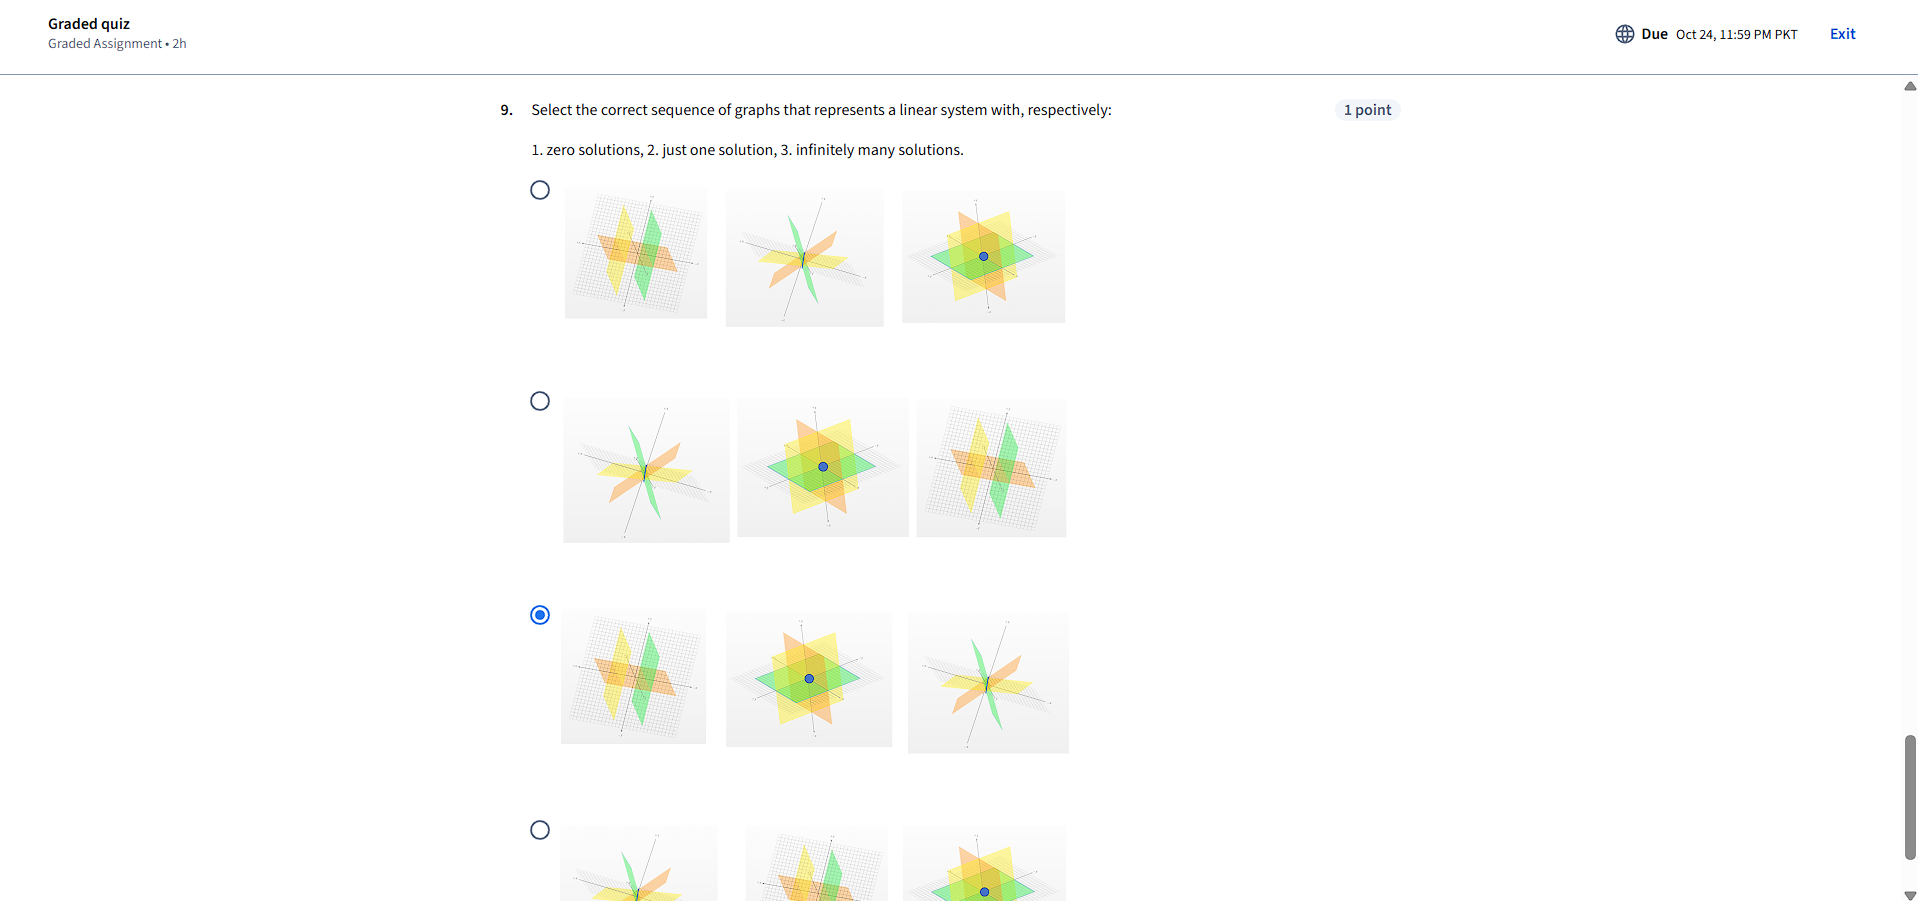 Graded quiz
Graded Assignment • 2h
Due Oct 24, 11:59 PM PKT
Exit
9. Select the correct sequence of graphs that represents a linear system with, respectively:
1 point
1. zero solutions, 2. just one solution, 3. infinitely many solutions.